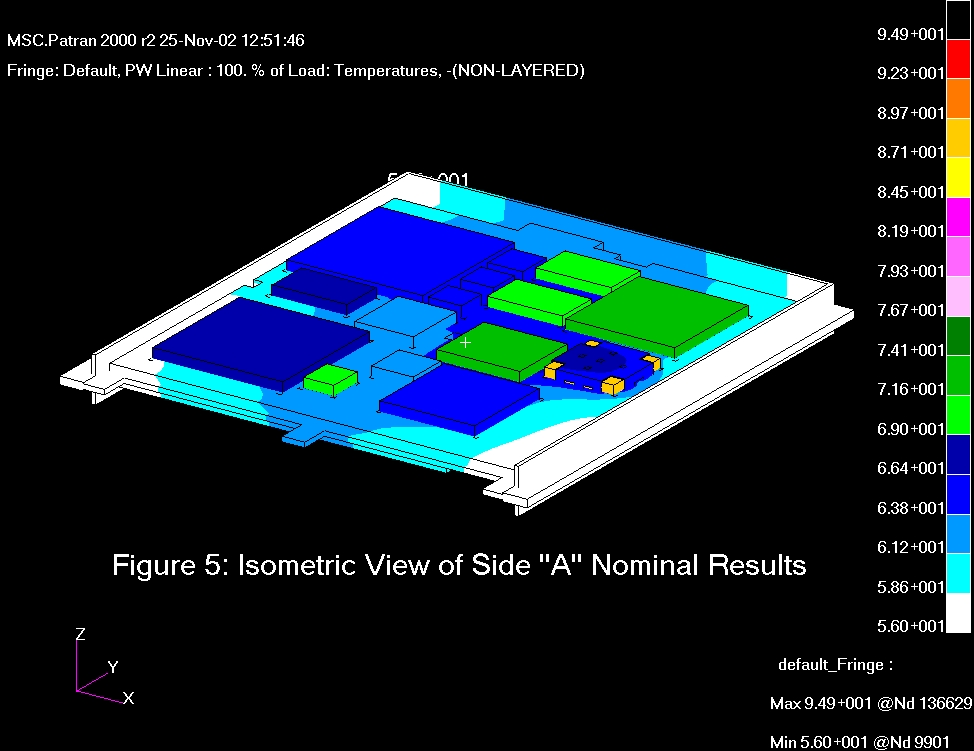 MSC.Patran 2000 r2 25-Nov-02 12:51:46
Fringe: Default, PW Linear : 100. % of Load: Temperatures, -(NON-LAYERED)
9.49+001
9.23+001
8.97+001
8.71+001
8.45+001
8.19+001
7.93+001
7.67+001
7.41+001
7.16+001
6.90+001
6.64+001
6.38+001
6.12+001
5.86+001
5.60+001
Figure 5: Isometric View of Side "A" Nominal Results
Z
Y
X
default_Fringe :
Max 9.49+001 @Nd 136629
Min 5.60+001 @Nd 9901